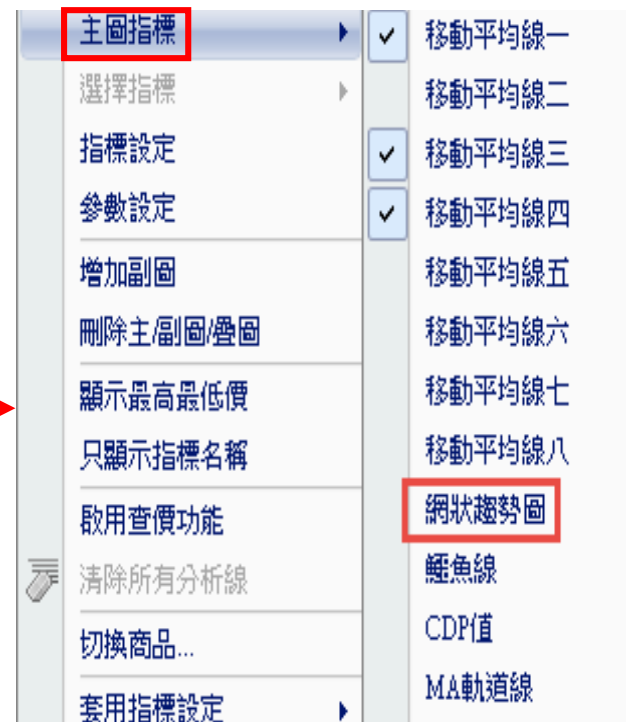 主圖指標
選擇指標
指標設定
參數設定
增加副圖
刪除主/副圖/疊圖
顯示最高最低價
只顯示指標名稱
啟用查價功能
清除所有分析線
切換商品...
套用指標設定
移動平均線一
移動平均線二
移動平均線三
移動平均線四
移動平均線五
移動平均線六
移動平均線七
移動平均線八
網狀趨勢圖
鱷魚線
CDP值
MA軌道線